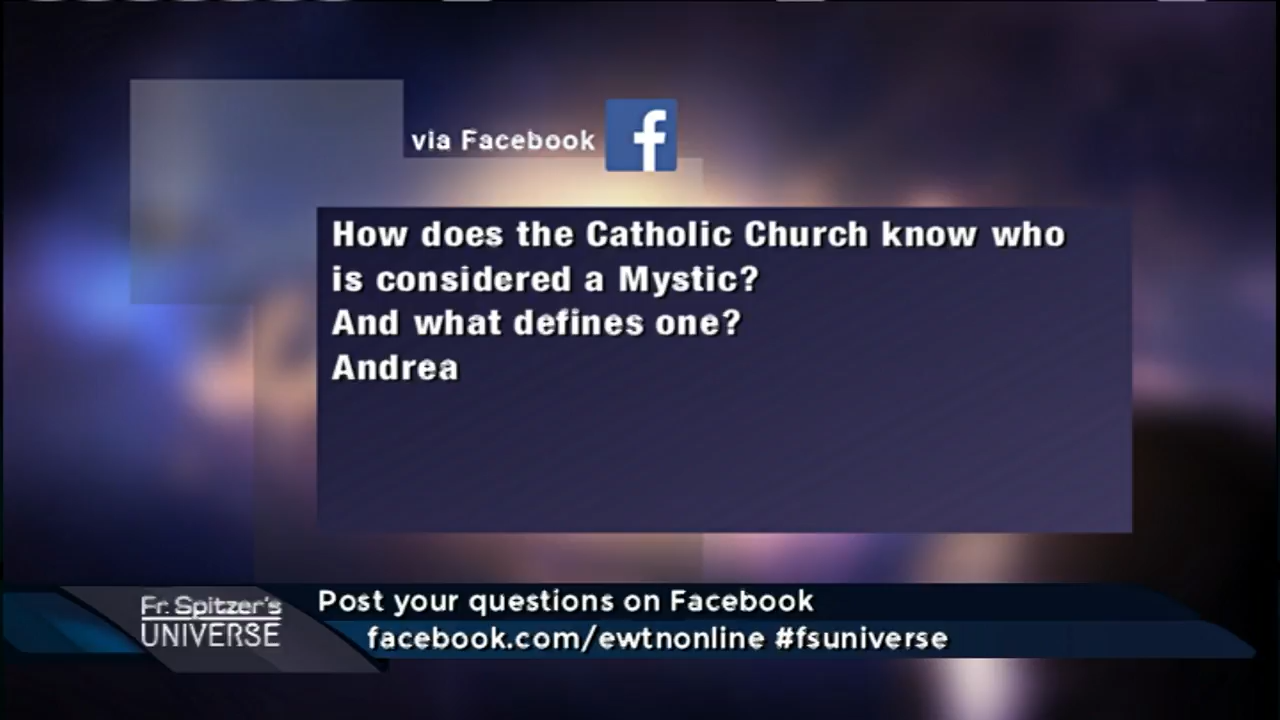 via Facebook
How does the Catholic Church know who
is considered a Mystic?
And what defines one?
Andrea
Fr. Spitzer's
UNIVERSE
Post your questions on Facebook
facebook.com/ewtnonline #fsuniverse